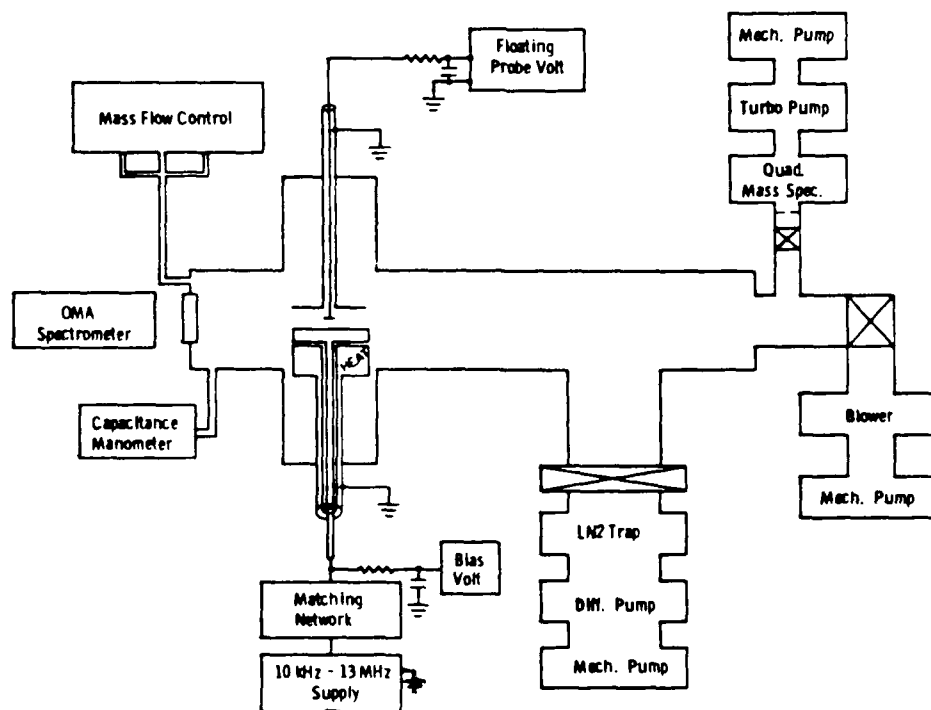 Floating
Probe Volt
Mech. Pump
Turbo Pump
Quad.
Mass Spec.
Mass Flow Control
OMA
Spectrometer
HEAT
Capacitance
Manometer
Blower
Mech. Pump
LN2 Trap
Diff. Pump
Mech. Pump
Bias
Volt
Matching
Network
10 kHz - 13 MHz
Supply